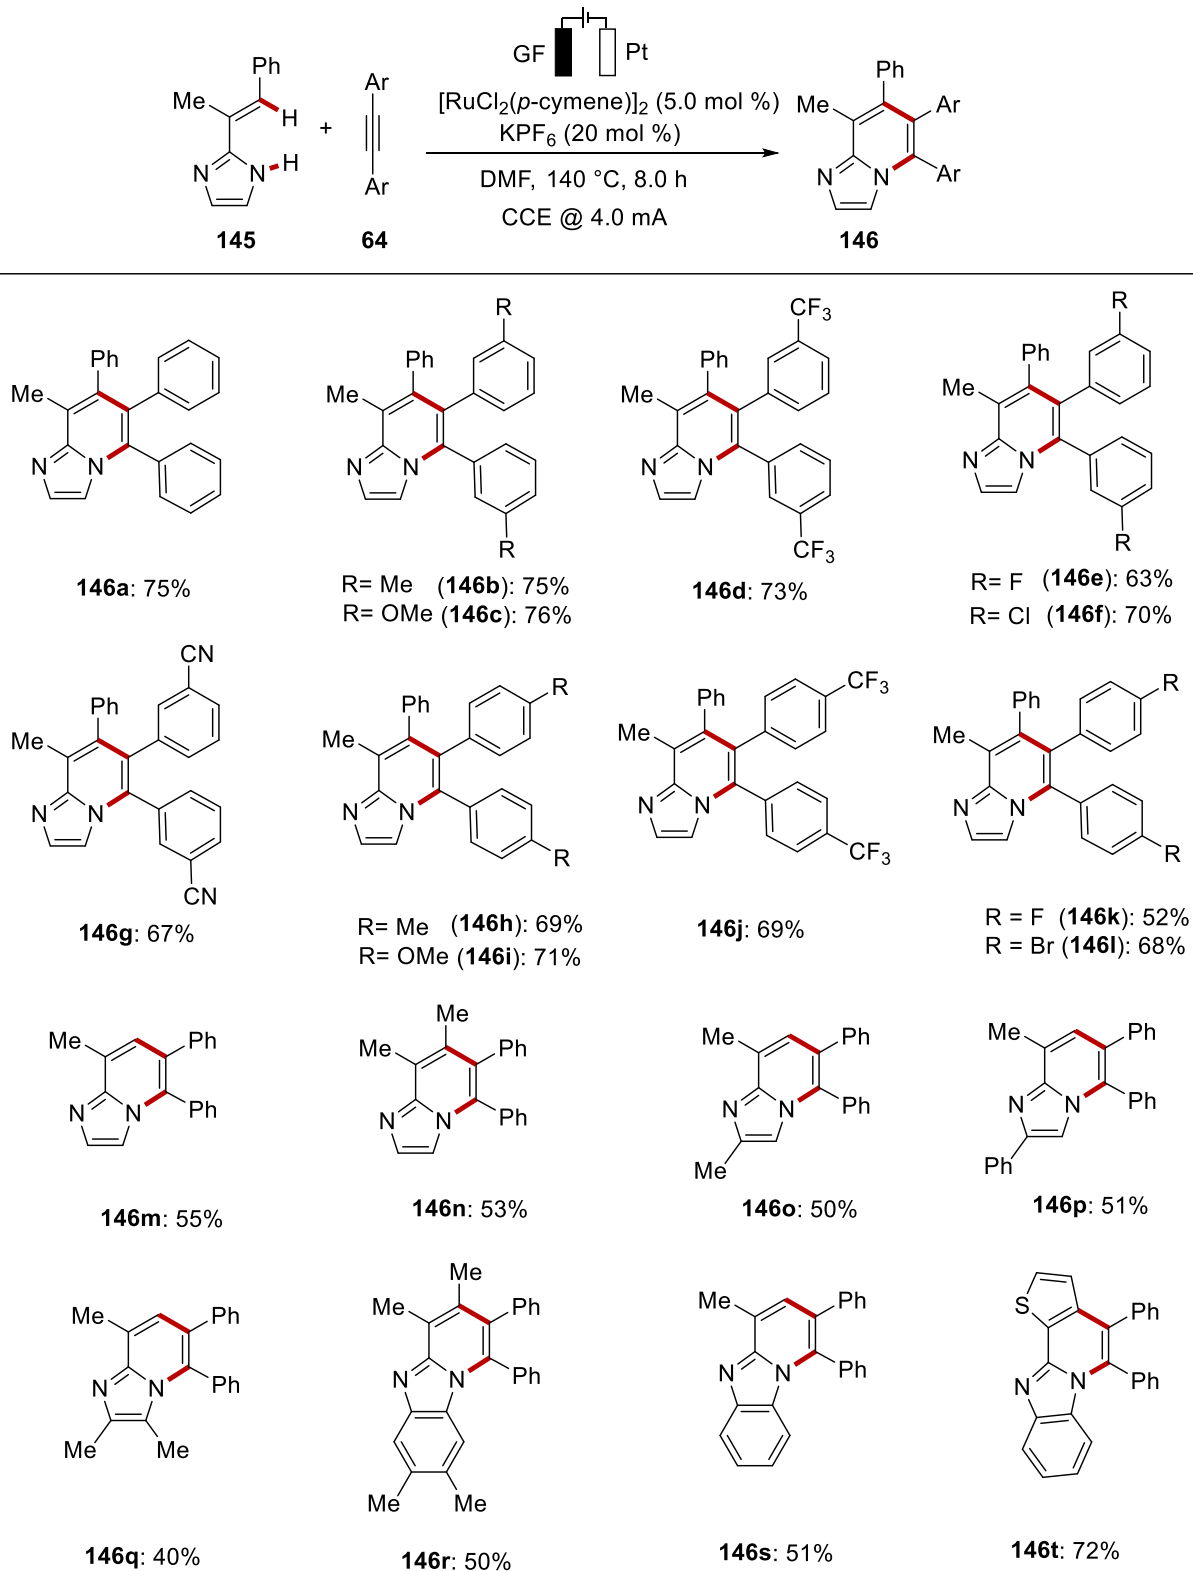 GF Pt
Ph
Me
H
N
N
H
145
+
Ar
Ar
64
[RuCl2(p-cymene)]2 (5.0 mol %)
KPF6 (20 mol %)
DMF, 140 °C, 8.0 h
CCE @ 4.0 mA
Ph
Me
Ar
Ar
N
N
146
Ph
Me
N
N
146a: 75%
R
Ph
Me
N
N
R
R= Me (146b): 75%
R= OMe (146c): 76%
CF3
Ph
Me
N
N
CF3
146d: 73%
R
Ph
Me
N
N
R
R= F (146e): 63%
R= Cl (146f): 70%
CN
Ph
Me
N
N
CN
146g: 67%
R
Ph
Me
N
N
R
R= Me (146h): 69%
R= OMe (146i): 71%
CF3
Ph
Me
N
N
CF3
146j: 69%
R
Ph
Me
N
N
R
R = F (146k): 52%
R = Br (146l): 68%
Me
Ph
Ph
N
N
146m: 55%
Me
Me
Ph
Ph
N
N
146n: 53%
Me
Ph
Ph
N
N
Me
146o: 50%
Me
Ph
Ph
N
N
Ph
146p: 51%
Me
Ph
Ph
N
N
Me
Me
146q: 40%
Me
Me
Ph
Ph
N
N
Me
Me
146r: 50%
Me
Ph
Ph
N
N
146s: 51%
S
Ph
Ph
N
N
146t: 72%